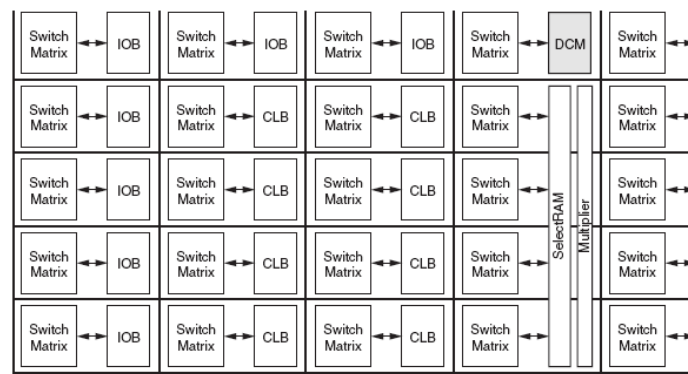 Switch Matrix IOB Switch Matrix IOB Switch Matrix IOB Switch Matrix DCM Switch Matrix
Switch Matrix IOB Switch Matrix CLB Switch Matrix CLB Switch Matrix Switch Matrix
Switch Matrix IOB Switch Matrix CLB Switch Matrix CLB Switch Matrix SelectRAM Multiplier Switch Matrix
Switch Matrix IOB Switch Matrix CLB Switch Matrix CLB Switch Matrix Switch Matrix
Switch Matrix IOB Switch Matrix CLB Switch Matrix CLB Switch Matrix Switch Matrix